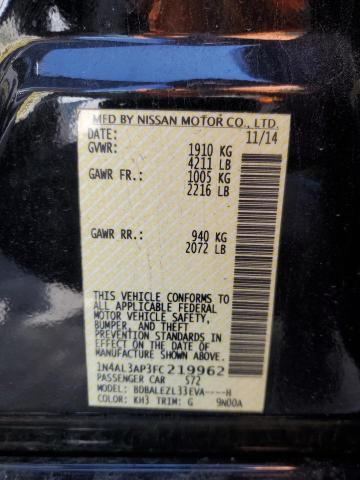 MFD BY NISSAN MOTOR CO., LTD.
DATE: 11/14
GVWR: 1910 KG
4211 LB
GAWR FR.: 1005 KG
2216 LB
GAWR RR.: 940 KG
2072 LB
THIS VEHICLE CONFORMS TO
ALL APPLICABLE FEDERAL
MOTOR VEHICLE SAFETY,
BUMPER, AND THEFT
PREVENTION STANDARDS
IN EFFECT ON THE DATE OF
MANUFACTURE SHOWN ABOVE.
1N4AL3AP3FC219962
PASSENGER CAR 572
MODEL: BDBALEZL33EVA----H
COLOR: KH3 TRIM: G 9N00A